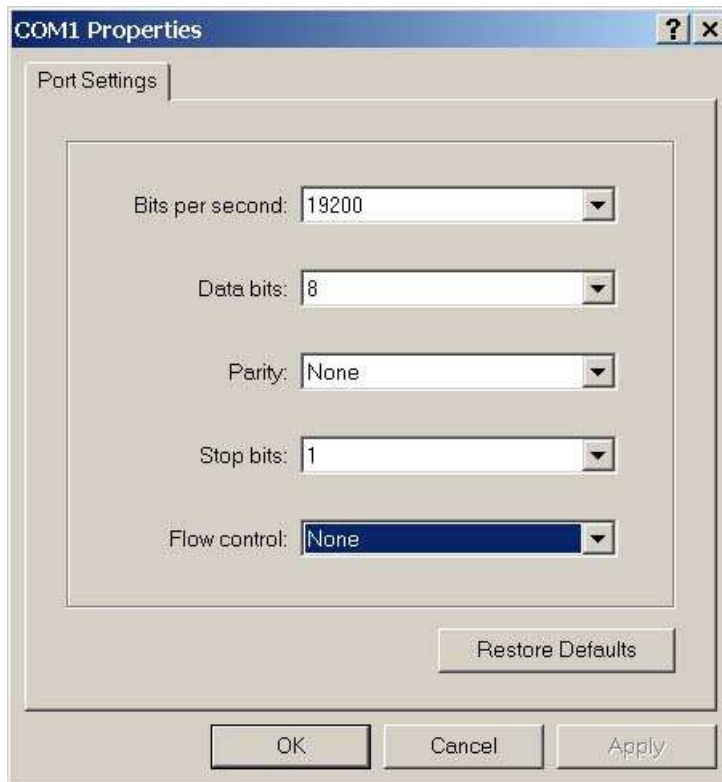 COM1 Properties
Port Settings
Bits per second: 19200
Data bits: 8
Parity: None
Stop bits: 1
Flow control: None
Restore Defaults
OK Cancel Apply